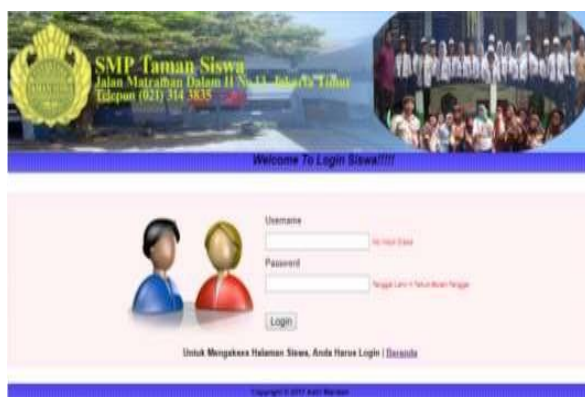 SMP Taman Siswa
Jalan Matraman Dalam II No.13, Jakarta Timur
Telepon (021) 314 3835
Welcome To Login Siswa!!!!!
Username
Password
Login
Untuk Mengakses Halaman Siswa, Anda Harus Login | Beranda